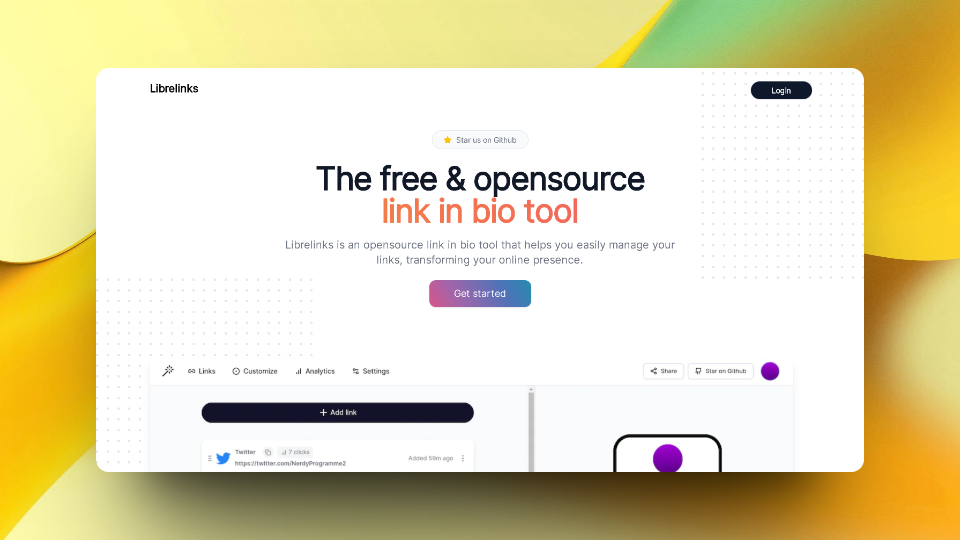 Librelinks
Login
Star us on Github
The free & opensource
link in bio tool
Librelinks is an opensource link in bio tool that helps you easily manage your
links, transforming your online presence.
Get started
Links Customize Analytics Settings Share Star on Github
+ Add link
Twitter 7 clicks
Added 59m ago
https://twitter.com/NerdyProgramme2